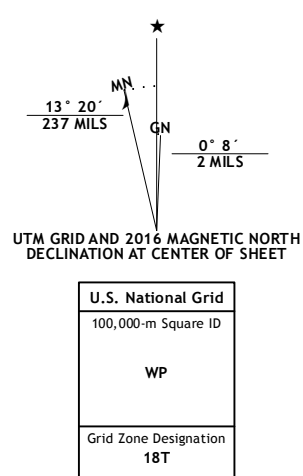 ★
MN
13° 20´
237 MILS
GN
0° 8´
2 MILS
UTM GRID AND 2016 MAGNETIC NORTH
DECLINATION AT CENTER OF SHEET
U.S. National Grid
100,000-m Square ID
WP
Grid Zone Designation
18T